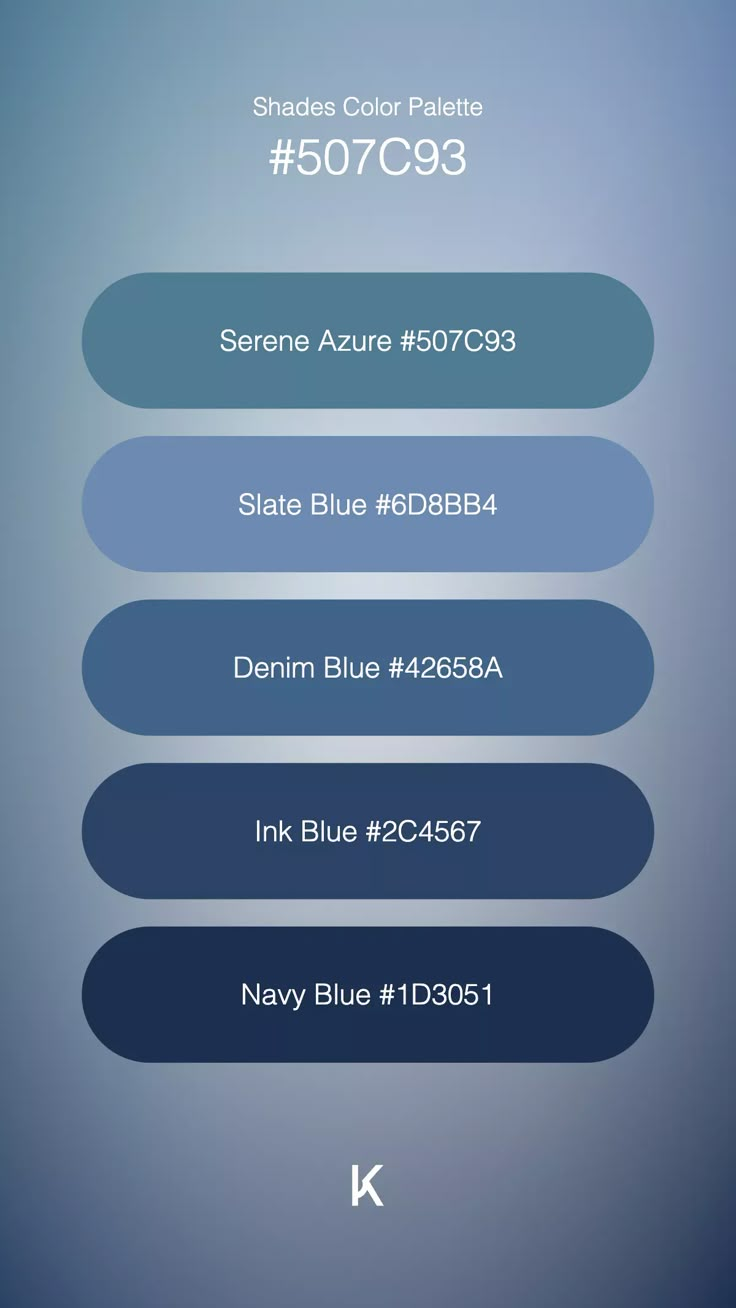 Shades Color Palette
#507C93
Serene Azure #507C93
Slate Blue #6D8BB4
Denim Blue #42658A
Ink Blue #2C4567
Navy Blue #1D3051
K